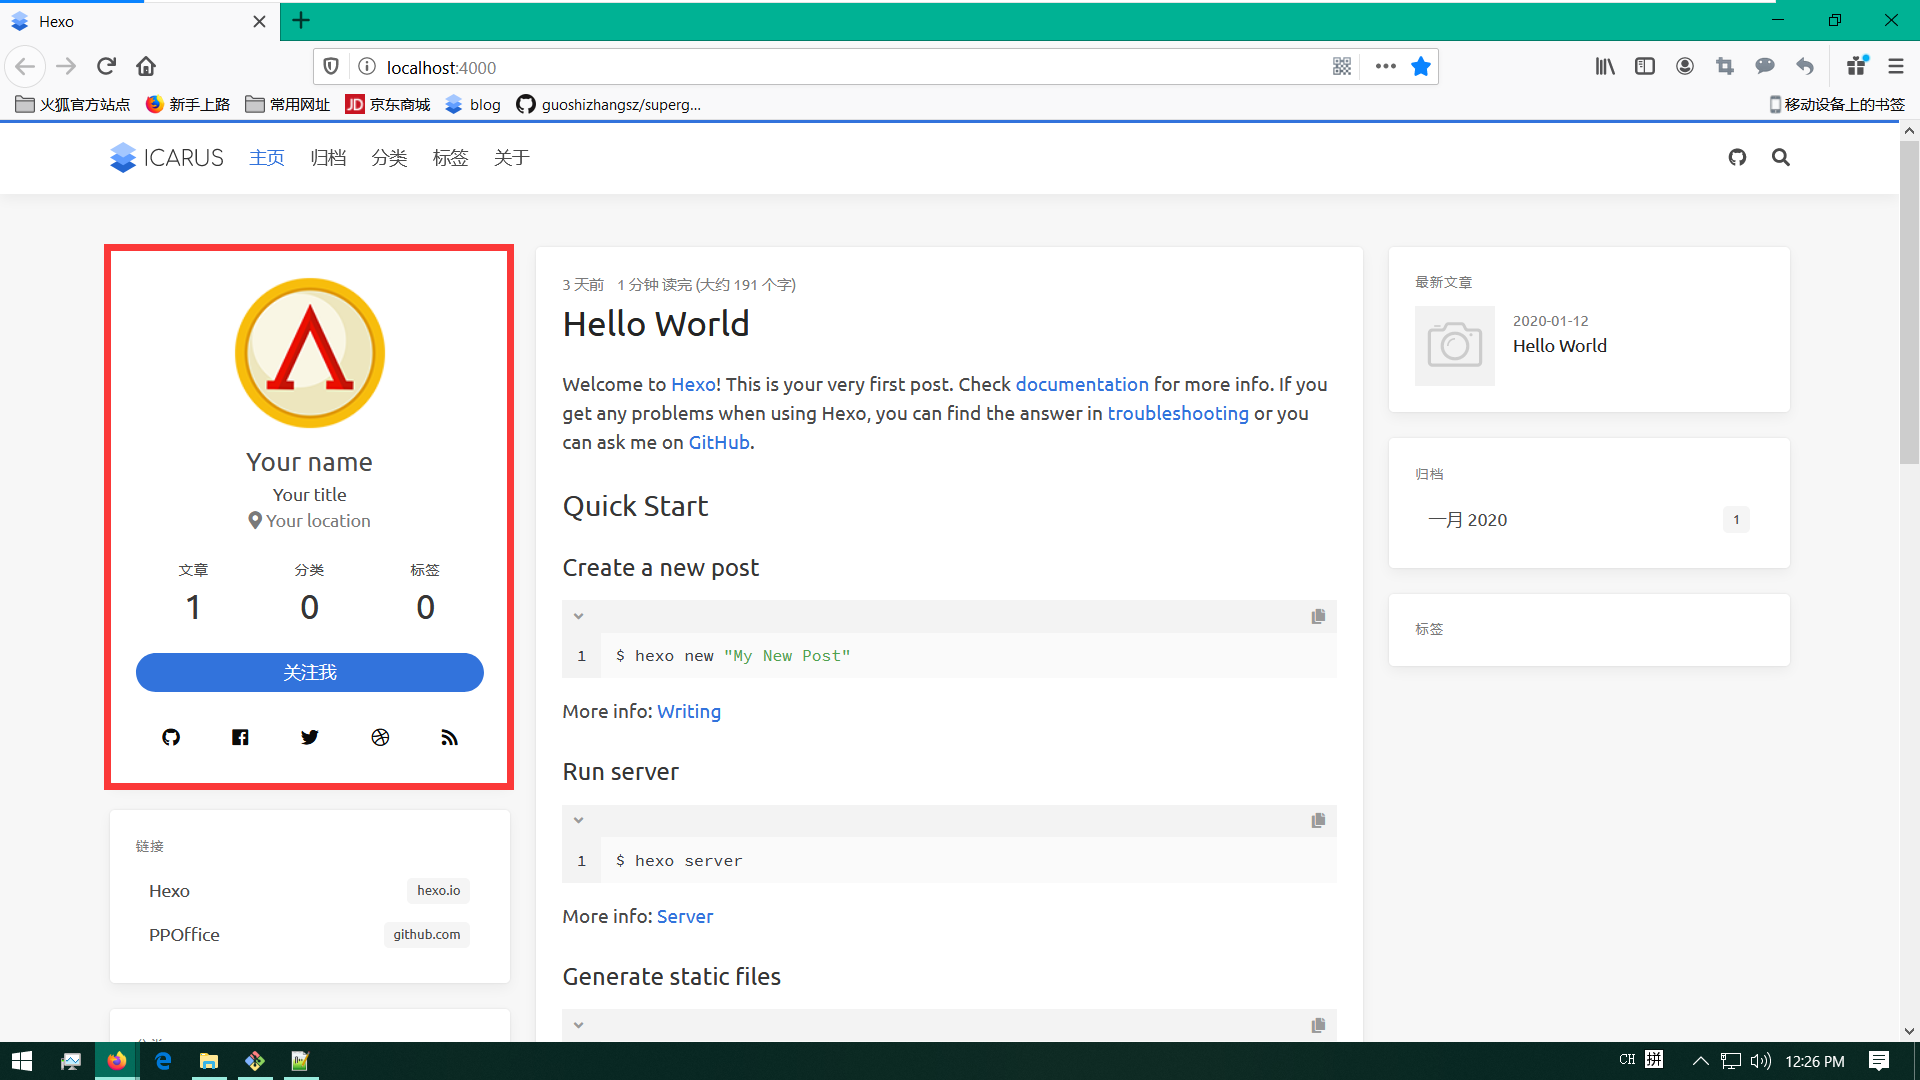 Hexo
localhost:4000
火狐官方站点 新手上路 常用网址 JD 京东商城 blog guoshizhangsz/superg... 移动设备上的书签
ICARUS 主页 归档 分类 标签 关于
Your name
Your title
Your location
文章 分类 标签
1 0 0
关注我
链接
Hexo hexo.io
PPOffice github.com
3 天前 1 分钟 读完 (大约 191 个字)
Hello World
Welcome to Hexo! This is your very first post. Check documentation for more info. If you
get any problems when using Hexo, you can find the answer in troubleshooting or you
can ask me on GitHub.
Quick Start
Create a new post
1 $ hexo new "My New Post"
More info: Writing
Run server
1 $ hexo server
More info: Server
Generate static files
最新文章
2020-01-12
Hello World
归档
一月 2020 1
标签
CH 拼 12:26 PM